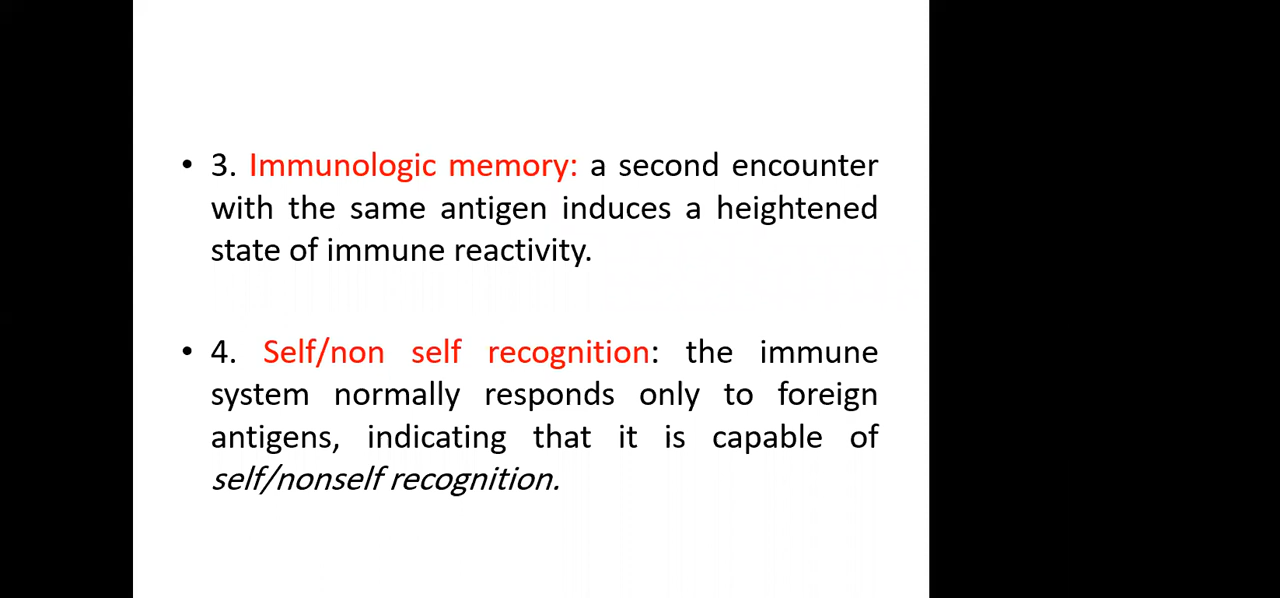 • 3. Immunologic memory: a second encounter
with the same antigen induces a heightened
state of immune reactivity.
• 4. Self/non self recognition: the immune
system normally responds only to foreign
antigens, indicating that it is capable of
self/nonself recognition.